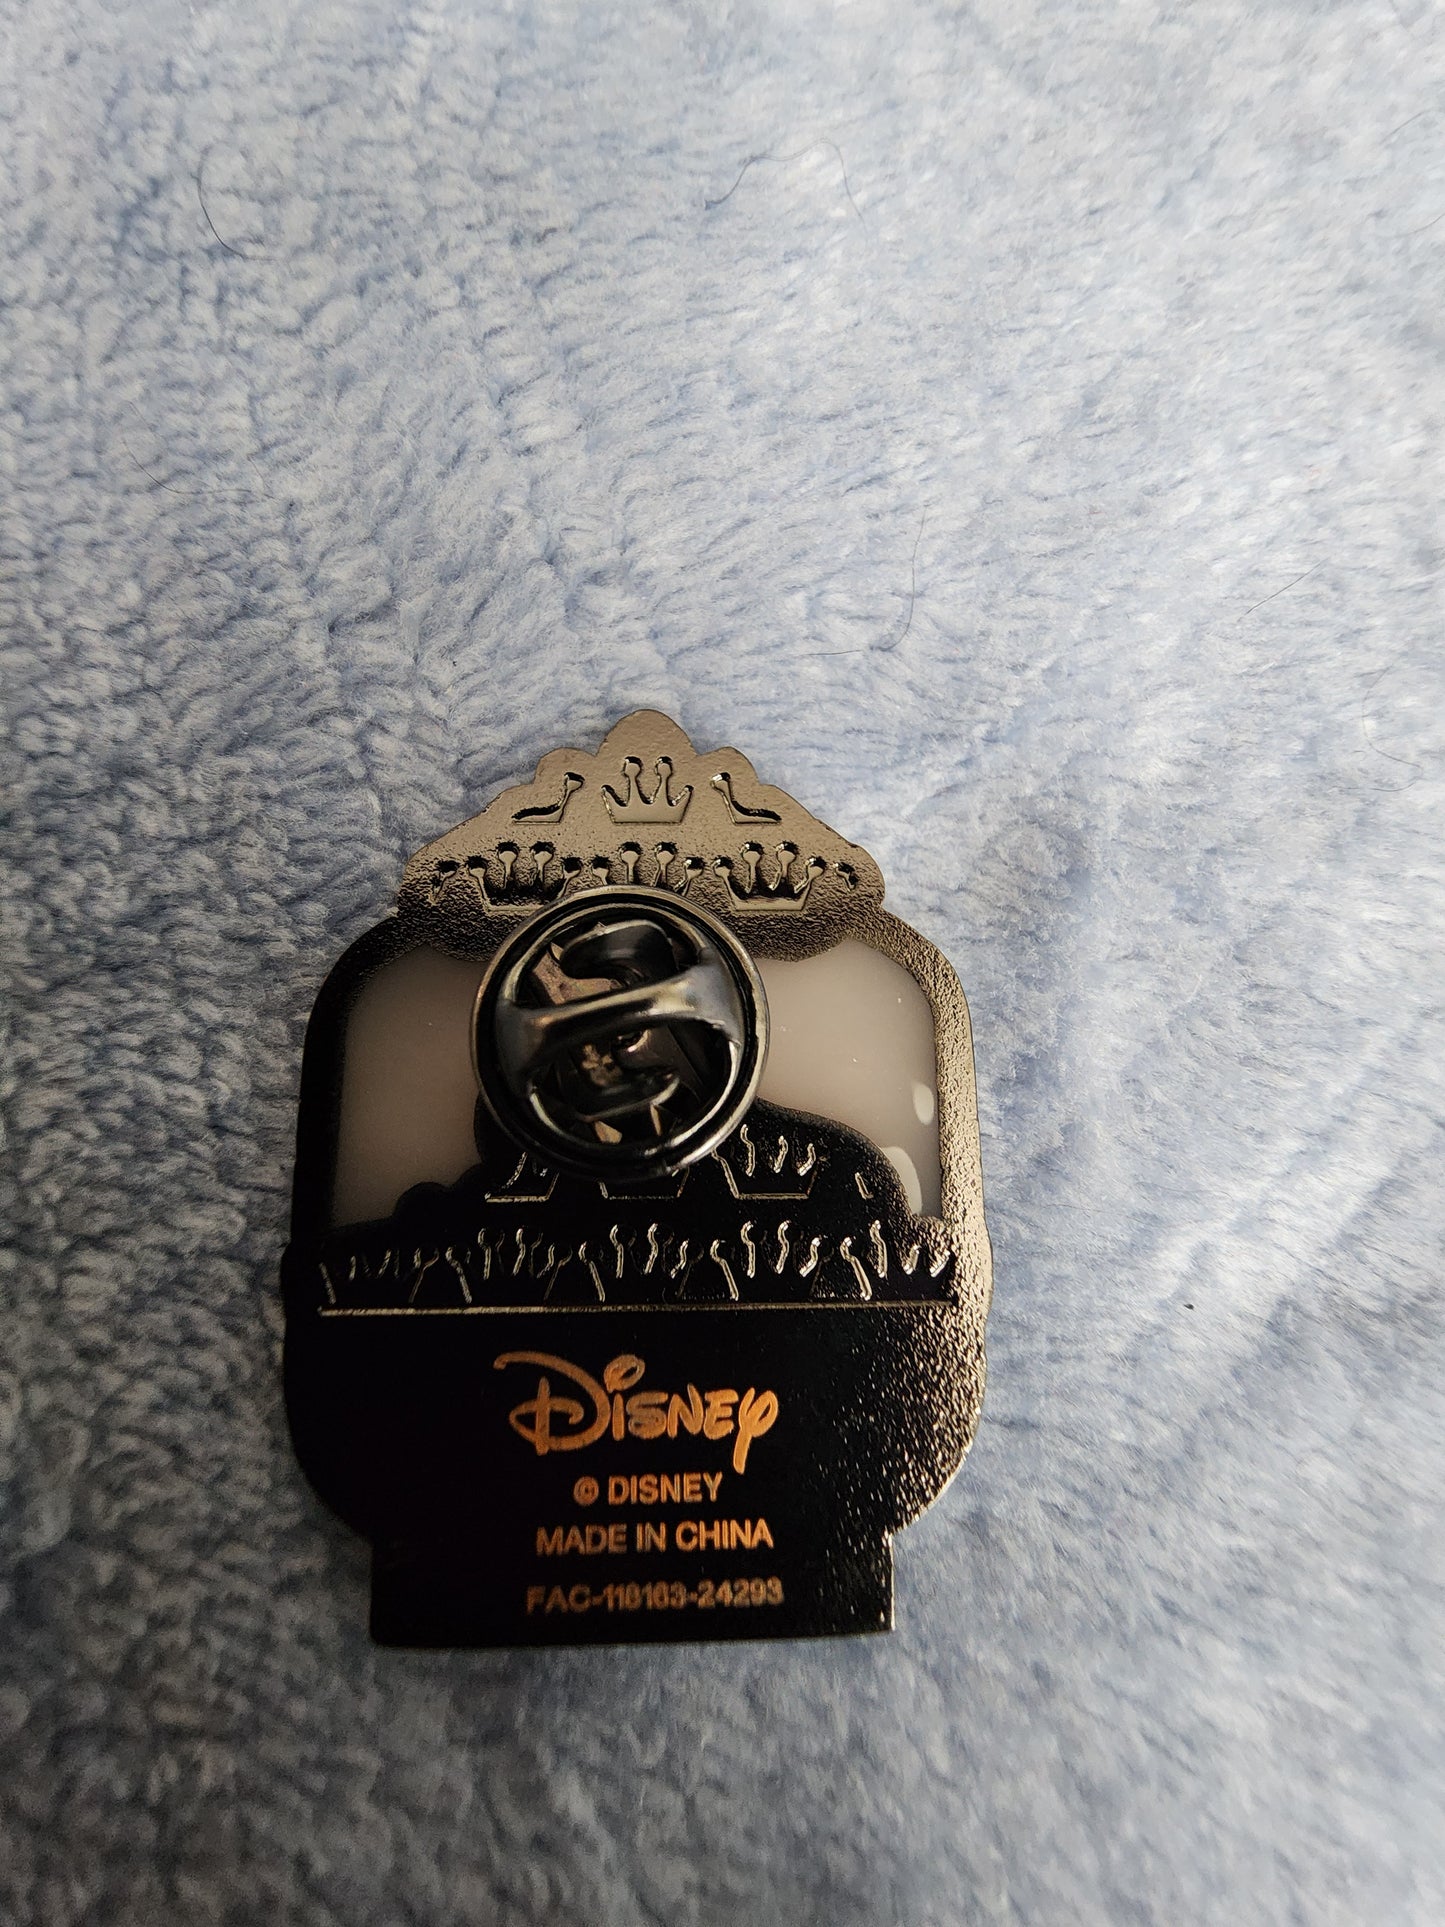 Disney
© DISNEY
MADE IN CHINA
FAC-118163-24293